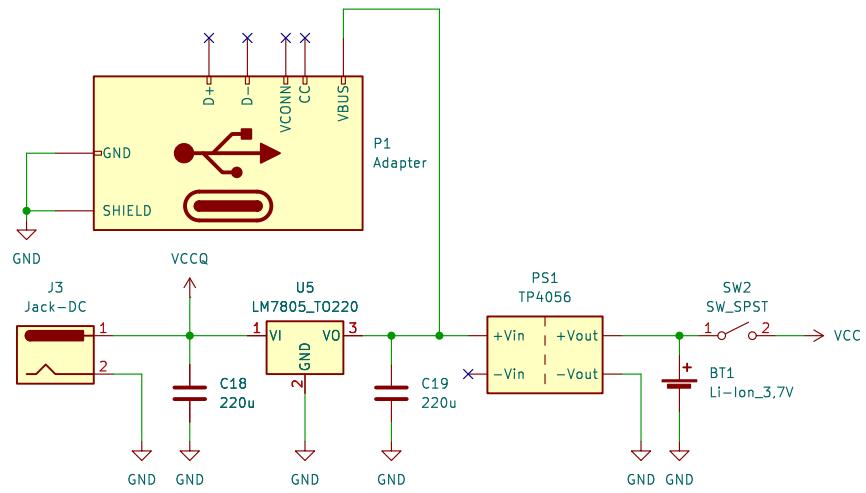 D+
D-
VCONN
CC
VBUS
GND
SHIELD
P1
Adapter
GND
VCCQ
J3
Jack-DC
1
2
U5
LM7805_TO220
1
VI
VO
3
GND
2
C18
220u
C19
220u
PS1
TP4056
+Vin
+Vout
-Vin
-Vout
SW2
SW_SPST
1
2
VCC
+
BT1
Li-Ion_3,7V
GND
GND
GND
GND
GND
GND